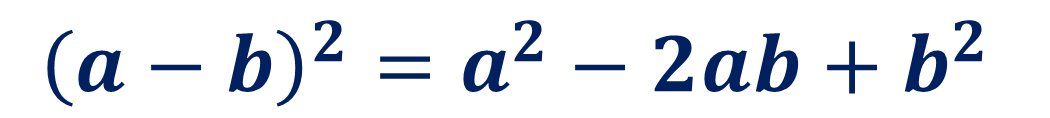 (a − b)² = a² − 2ab + b²